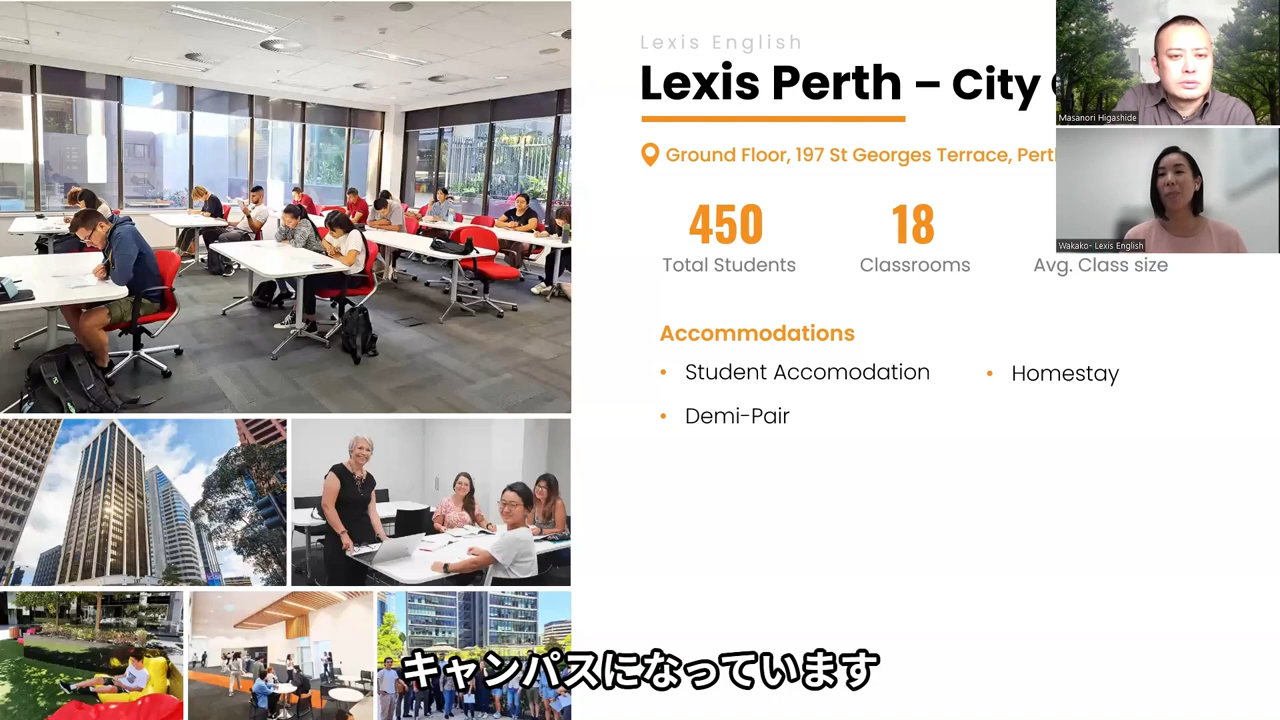 Lexis English
Lexis Perth – City
Ground Floor, 197 St Georges Terrace, Perth
450
18
Total Students
Classrooms
Avg. Class size
Accommodations
Student Accomodation
Homestay
Demi-Pair
Masanori Higashide
Wakako- Lexis English
キャンパスになっています